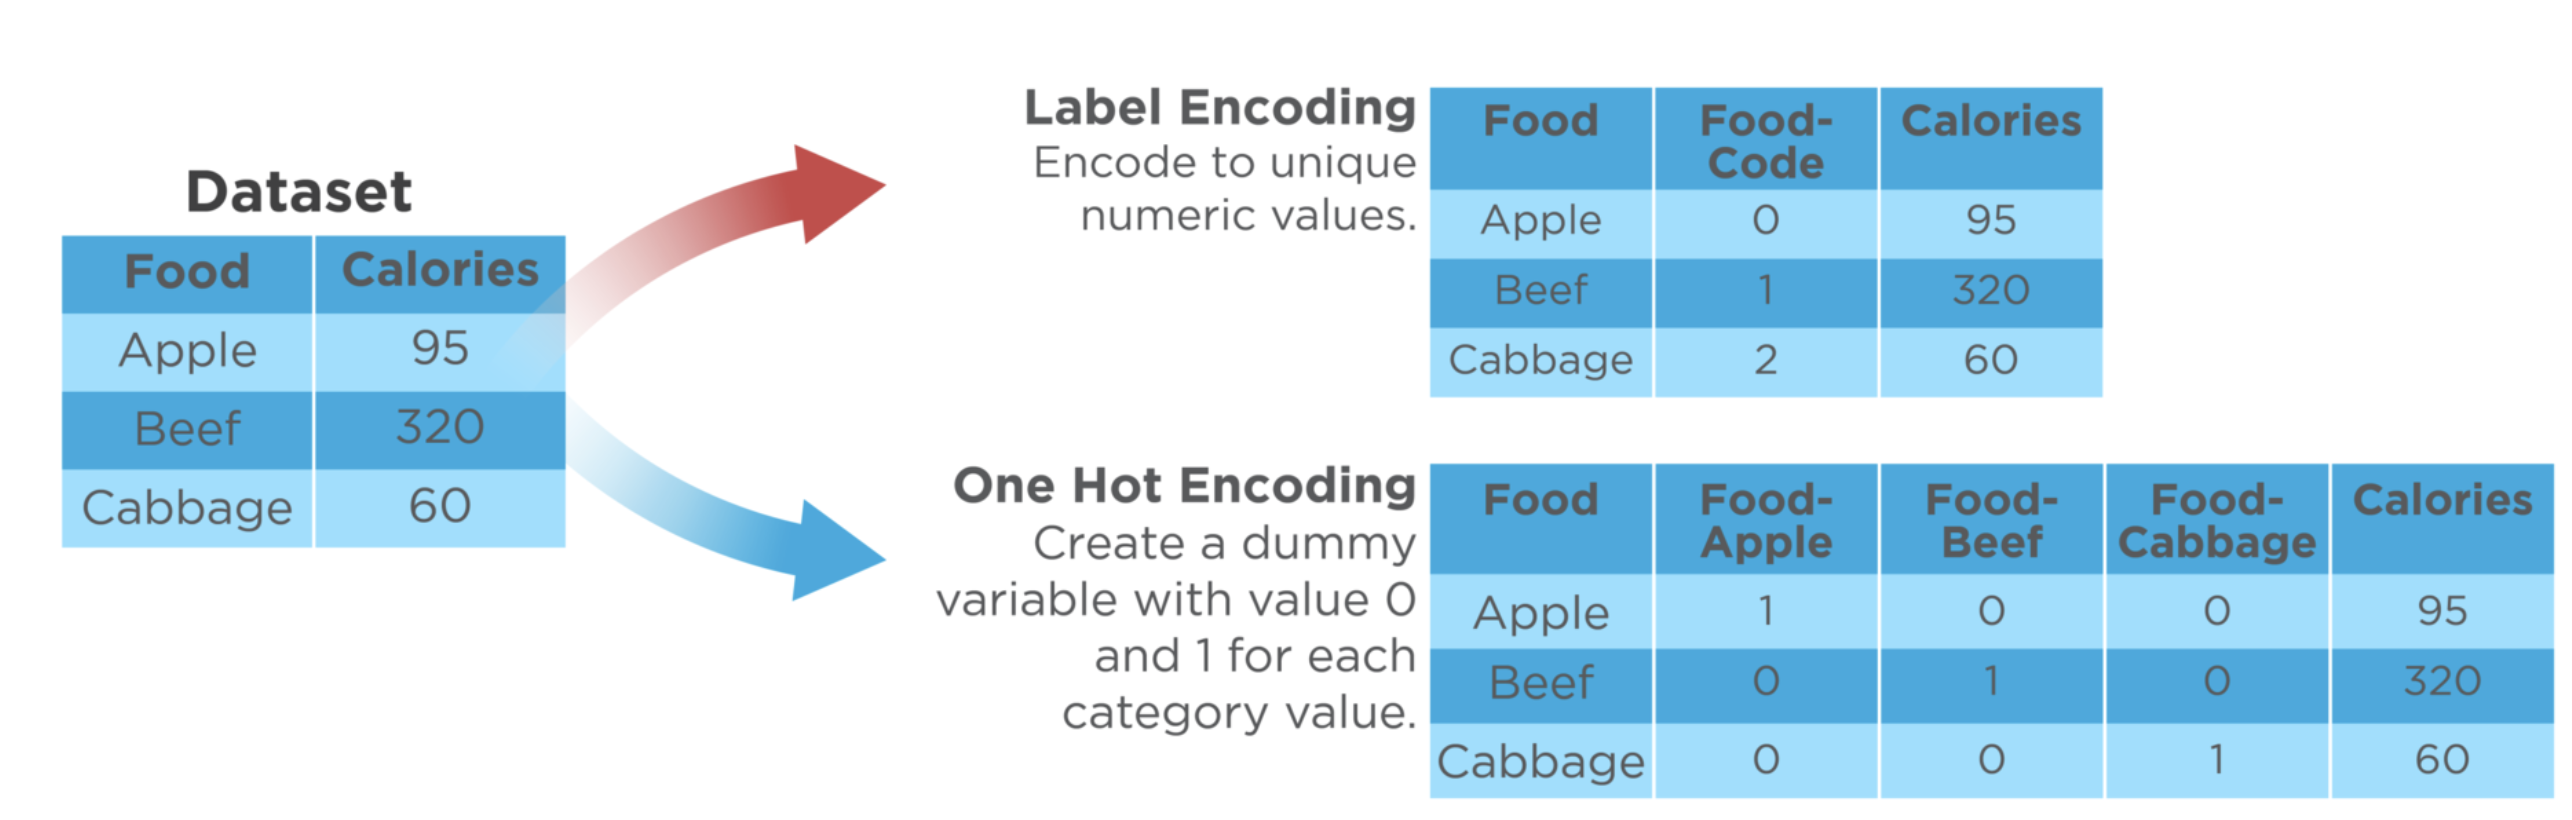 Dataset
Food Calories
Apple 95
Beef 320
Cabbage 60
Label Encoding
Encode to unique
numeric values.
Food Food- Calories
Code
Apple 0 95
Beef 1 320
Cabbage 2 60
One Hot Encoding
Create a dummy
variable with value 0
and 1 for each
category value.
Food Food- Food- Food- Calories
Apple Beef Cabbage
Apple 1 0 0 95
Beef 0 1 0 320
Cabbage 0 0 1 60